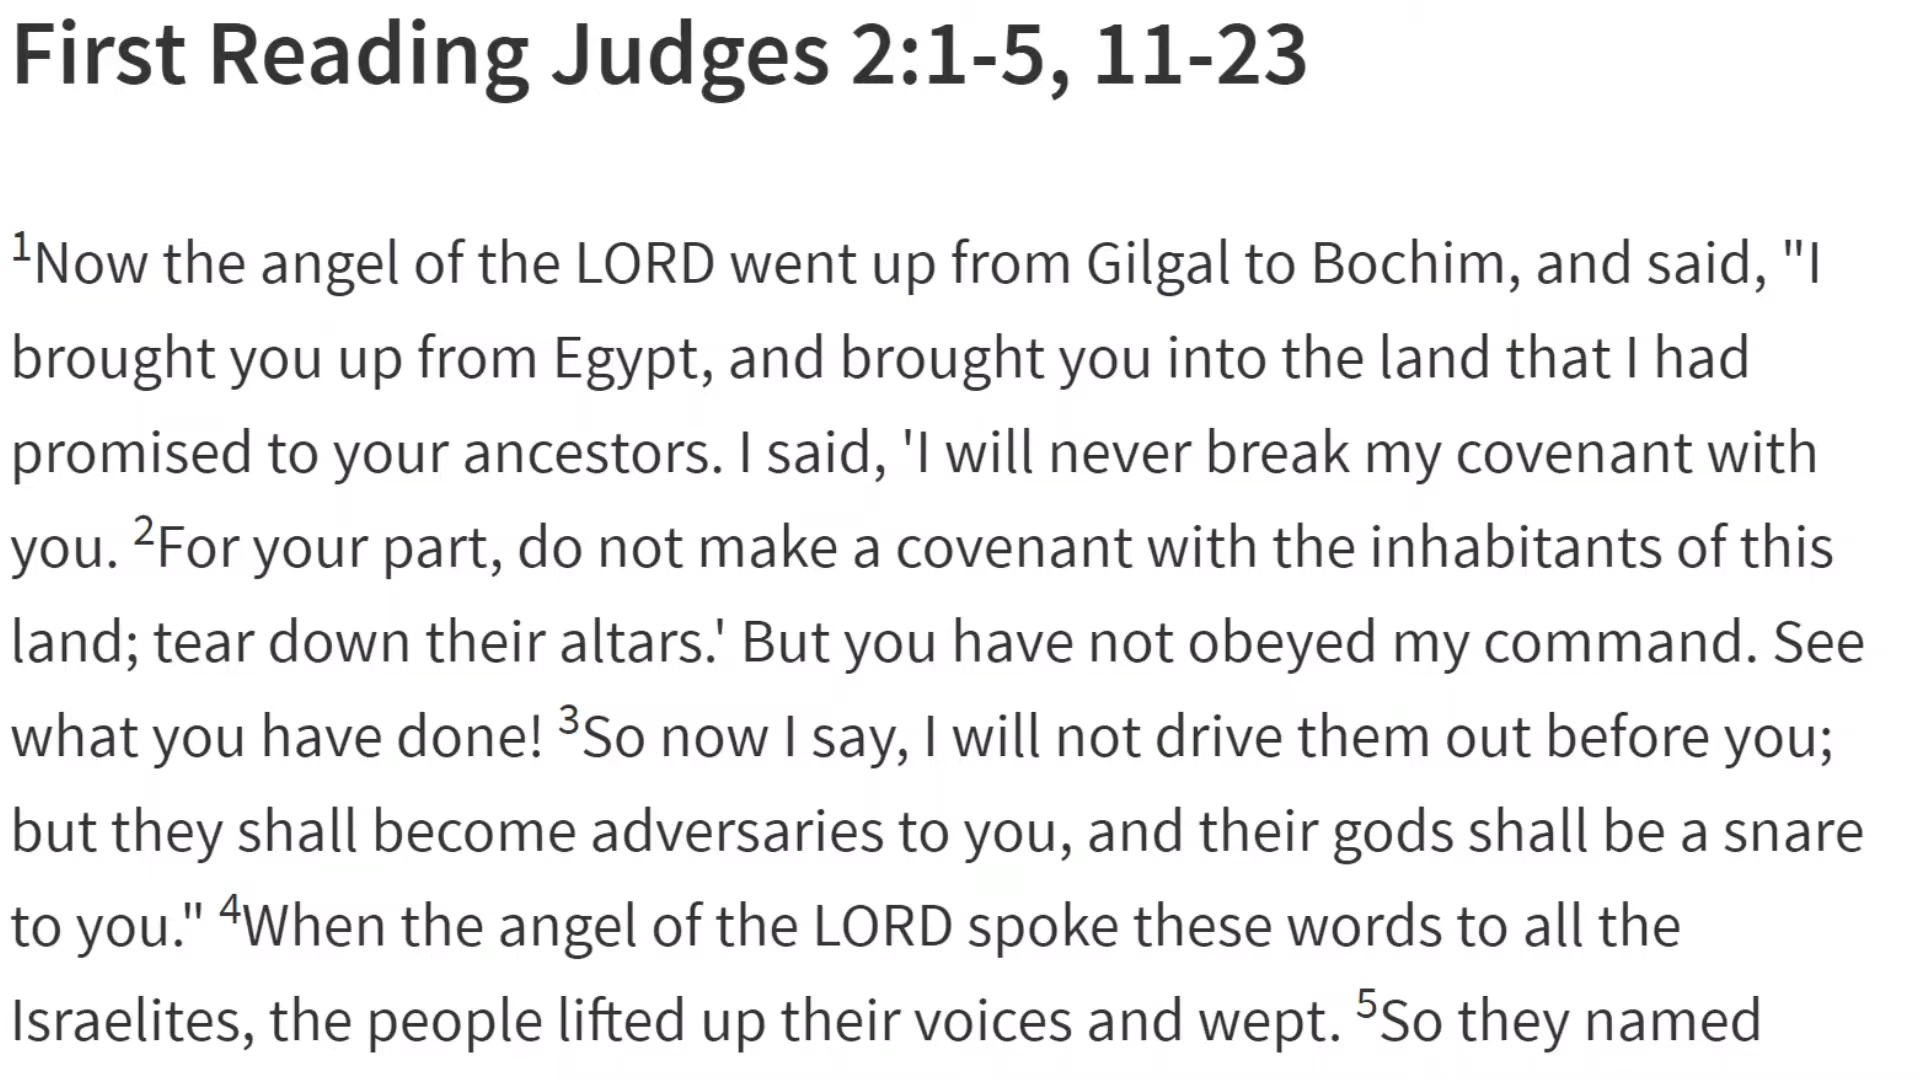 First Reading Judges 2:1-5, 11-23
1Now the angel of the LORD went up from Gilgal to Bochim, and said, "I
brought you up from Egypt, and brought you into the land that I had
promised to your ancestors. I said, 'I will never break my covenant with
you. 2For your part, do not make a covenant with the inhabitants of this
land; tear down their altars.' But you have not obeyed my command. See
what you have done! 3So now I say, I will not drive them out before you;
but they shall become adversaries to you, and their gods shall be a snare
to you." 4When the angel of the LORD spoke these words to all the
Israelites, the people lifted up their voices and wept. 5So they named